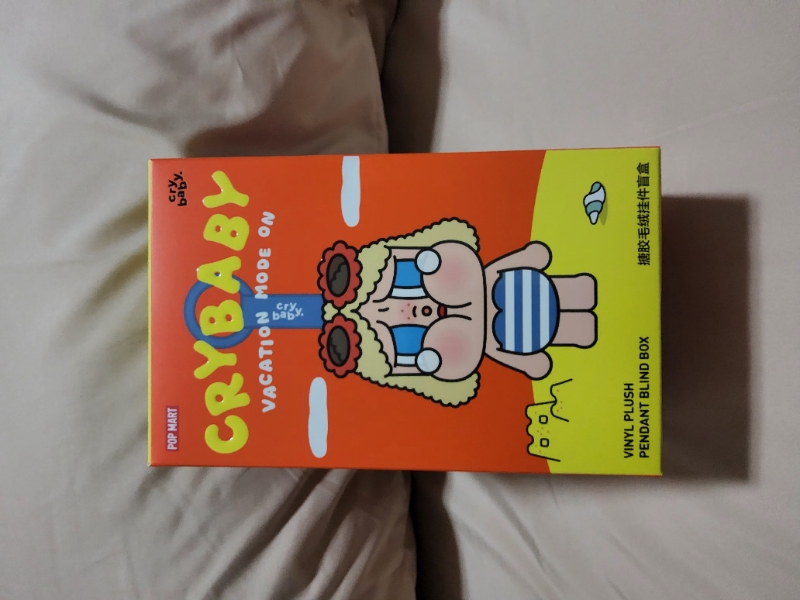 POP MART
cry
baby.
CRYBABY
VACATION MODE ON
cry
baby.
VINYL PLUSH
PENDANT BLIND BOX
搪胶毛绒挂件盲盒